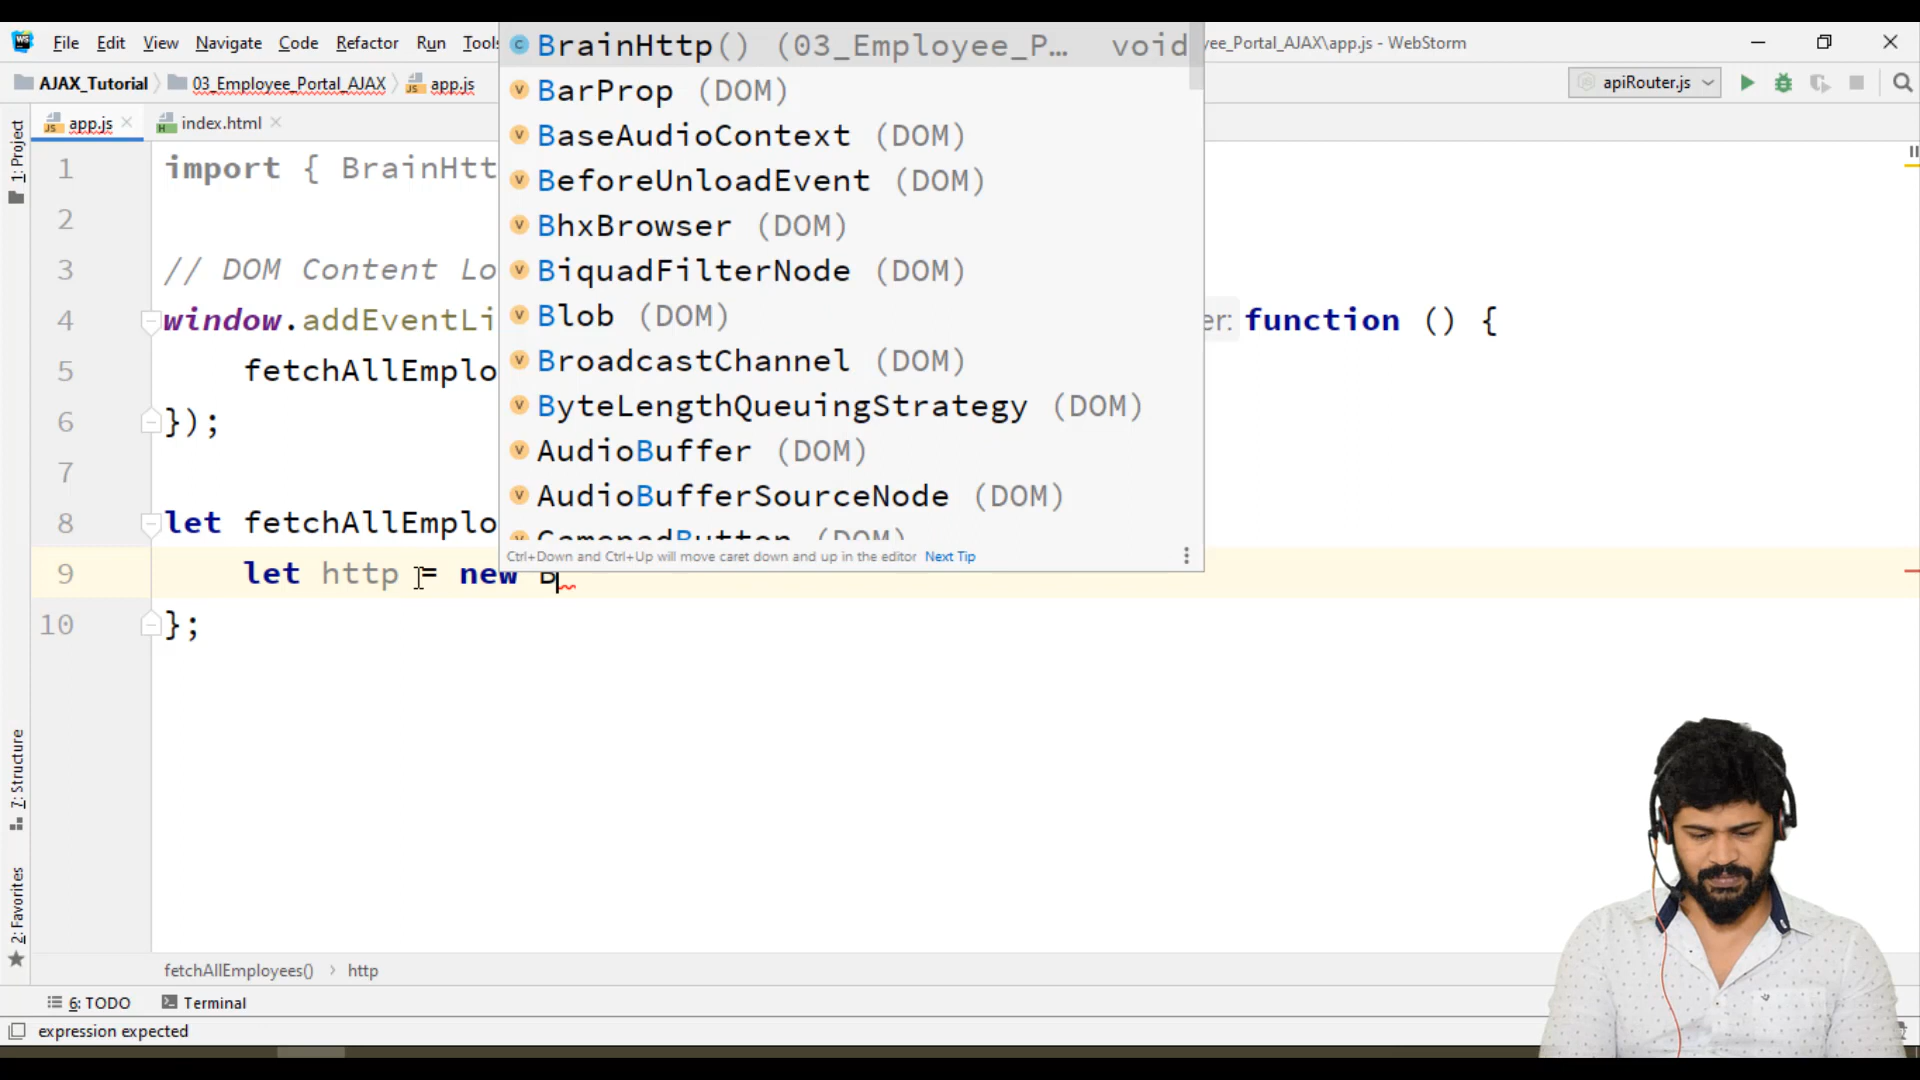 File Edit View Navigate Code Refactor Run Tools
ee_Portal_AJAX\app.js - WebStorm
AJAX_Tutorial 03_Employee_Portal_AJAX app.js
apiRouter.js
app.js index.html
1: Project
7: Structure
2: Favorites
1 import { BrainHtt
2
3 // DOM Content Lo
4 window.addEventLi er: function () {
5 fetchAllEmplo
6 });
7
8 let fetchAllEmplo
9 let http = new B
10 };
BrainHttp() (03_Employee_P… void
BarProp (DOM)
BaseAudioContext (DOM)
BeforeUnloadEvent (DOM)
BhxBrowser (DOM)
BiquadFilterNode (DOM)
Blob (DOM)
BroadcastChannel (DOM)
ByteLengthQueuingStrategy (DOM)
AudioBuffer (DOM)
AudioBufferSourceNode (DOM)
GamepadButton (DOM)
Ctrl+Down and Ctrl+Up will move caret down and up in the editor Next Tip
fetchAllEmployees() http
6: TODO Terminal
expression expected